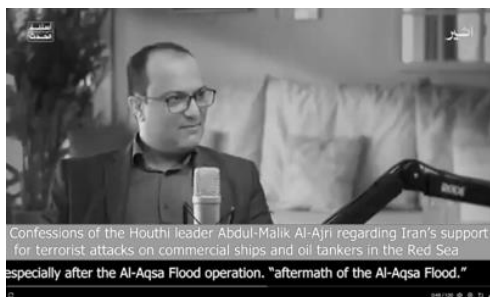 أثير
Confessions of the Houthi leader Abdul-Malik Al-Ajri regarding Iran's support
for terrorist attacks on commercial ships and oil tankers in the Red Sea
especially after the Al-Aqsa Flood operation. “aftermath of the Al-Aqsa Flood.”
RODE